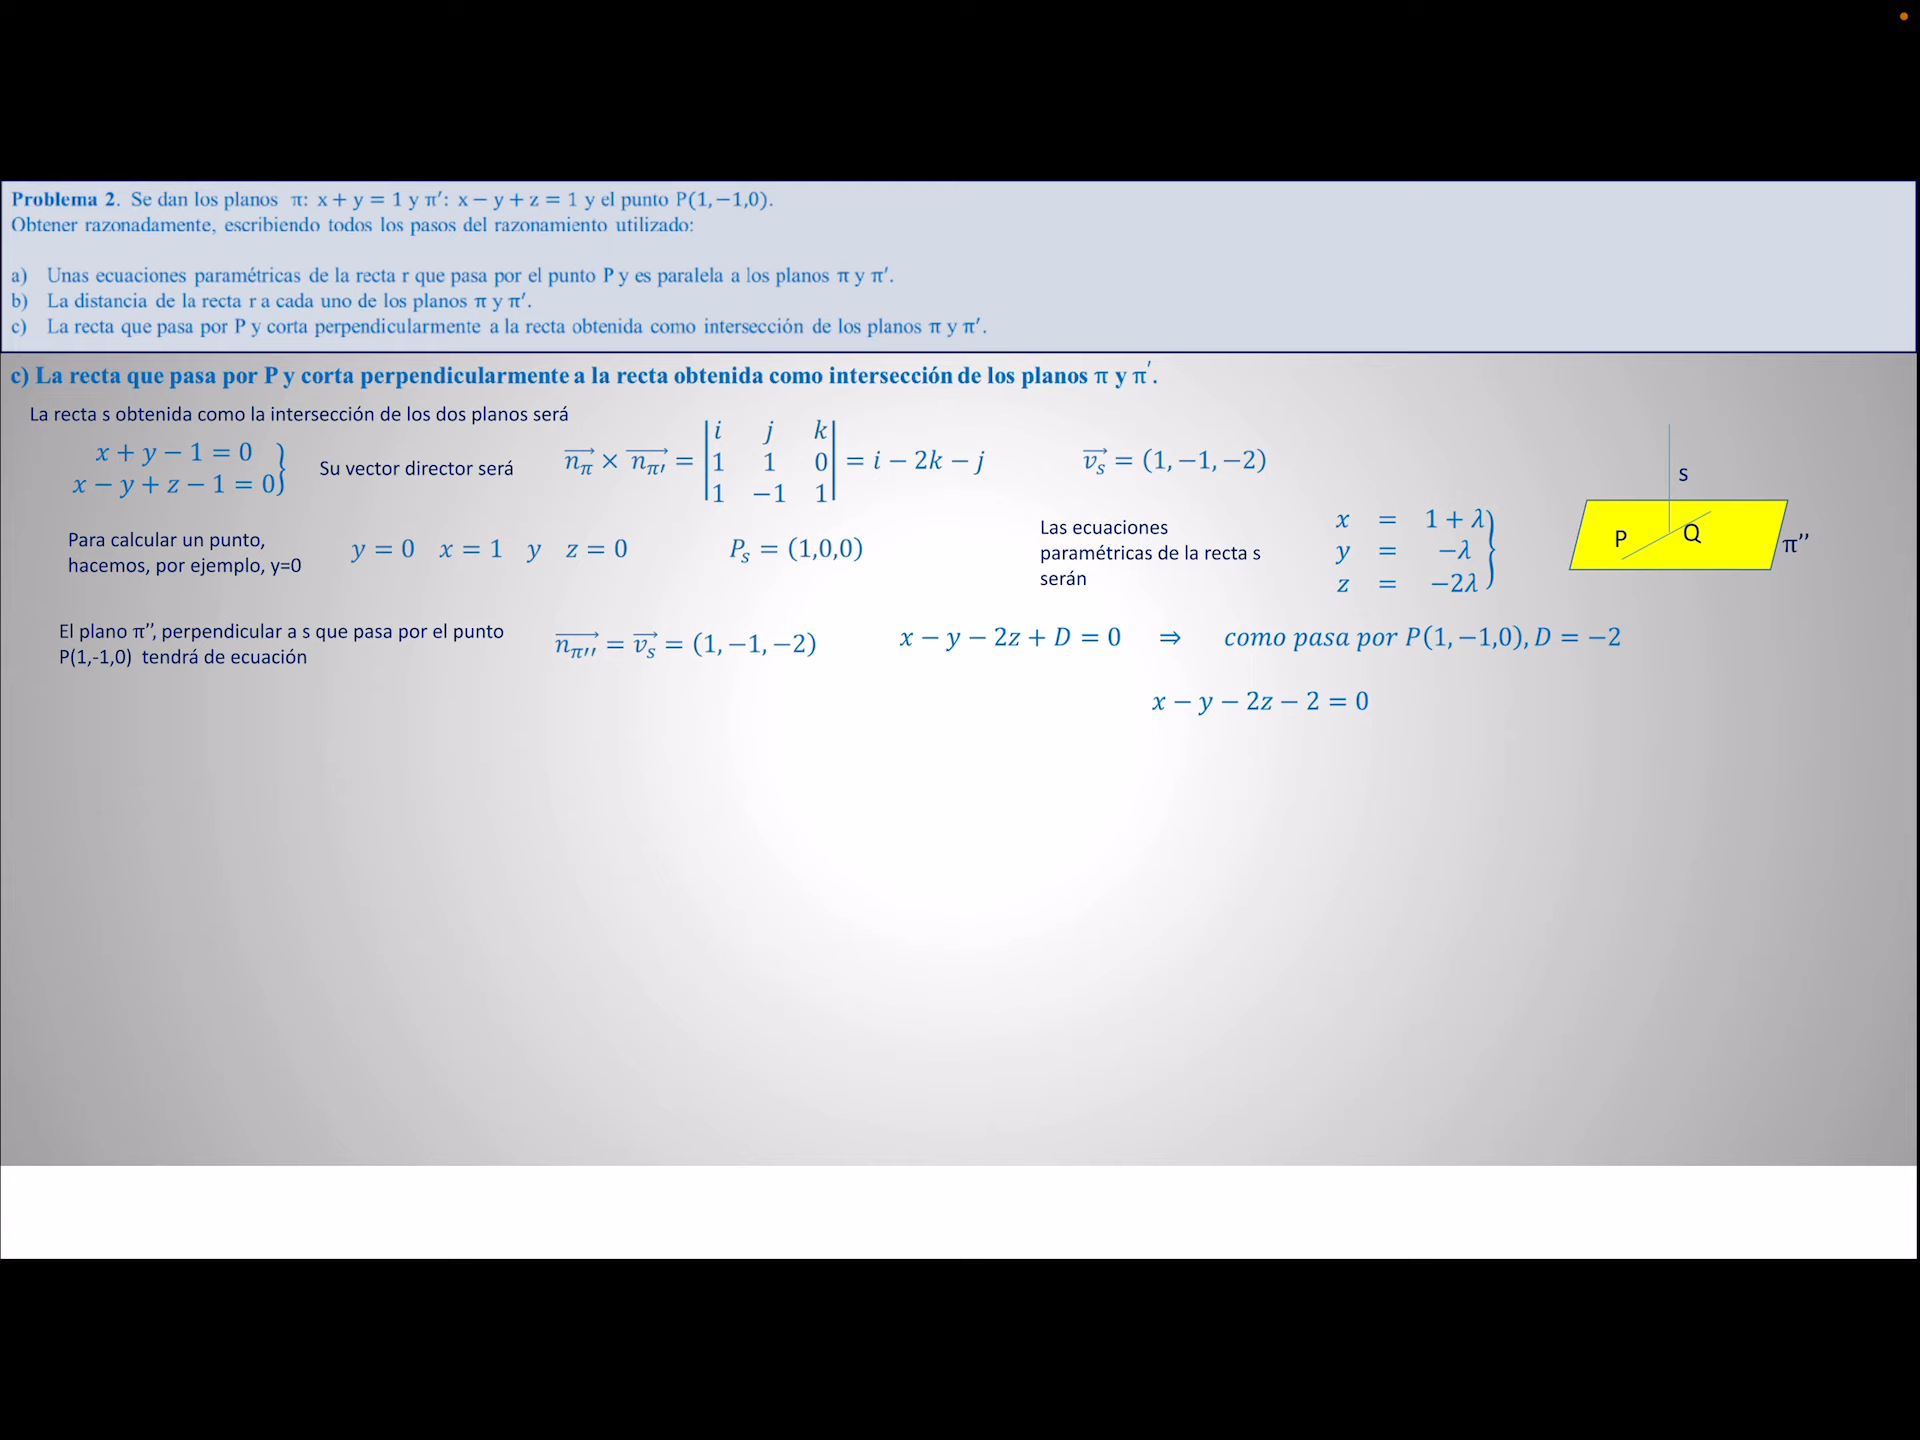 Problema 2. Se dan los planos π: x + y = 1 y π′: x − y + z = 1 y el punto P(1, −1,0).
Obtener razonadamente, escribiendo todos los pasos del razonamiento utilizado:
a) Unas ecuaciones paramétricas de la recta r que pasa por el punto P y es paralela a los planos π y π′.
b) La distancia de la recta r a cada uno de los planos π y π′.
c) La recta que pasa por P y corta perpendicularmente a la recta obtenida como intersección de los planos π y π′.
c) La recta que pasa por P y corta perpendicularmente a la recta obtenida como intersección de los planos π y π′.
La recta s obtenida como la intersección de los dos planos será
x + y − 1 = 0
x − y + z − 1 = 0}
Su vector director será
n⃗_π × n⃗_π′ = |i j k|
|1 1 0|
|1 −1 1| = i − 2k − j
v⃗_s = (1, −1, −2)
Para calcular un punto,
hacemos, por ejemplo, y=0
y = 0 x = 1 y z = 0
P_s = (1,0,0)
Las ecuaciones
paramétricas de la recta s
serán
x = 1 + λ
y = −λ
z = −2λ}
s
P Q
π’’
El plano π’’, perpendicular a s que pasa por el punto
P(1,-1,0) tendrá de ecuación
n⃗_π′′ = v⃗_s = (1, −1, −2)
x − y − 2z + D = 0 ⇒ como pasa por P(1, −1,0), D = −2
x − y − 2z − 2 = 0